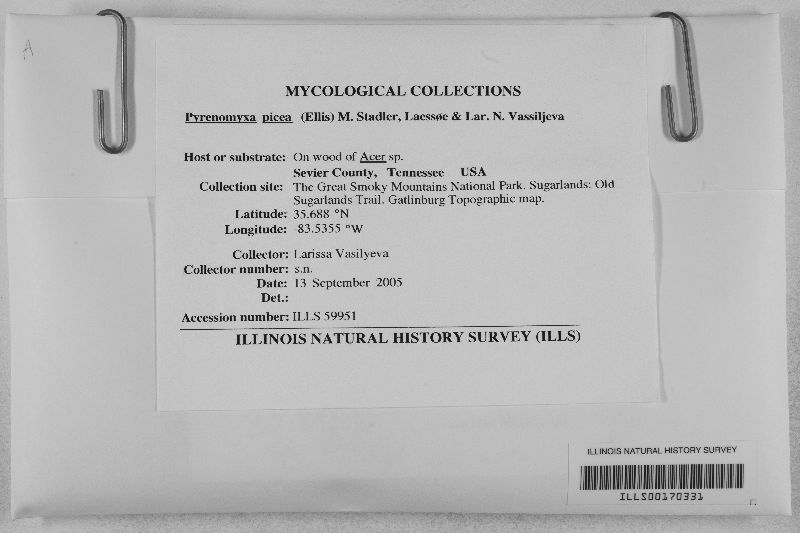 A
MYCOLOGICAL COLLECTIONS
Pyrenomyxa picea (Ellis) M. Stadler, Laessøe & Lar. N. Vassiljeva
Host or substrate: On wood of Acer sp.
Sevier County, Tennessee USA
Collection site: The Great Smoky Mountains National Park. Sugarlands: Old
Sugarlands Trail. Gatlinburg Topographic map.
Latitude: 35.688 °N
Longitude: -83.5355 °W
Collector: Larissa Vasilyeva
Collector number: s.n.
Date: 13 September 2005
Det.:
Accession number: ILLS 59951
ILLINOIS NATURAL HISTORY SURVEY (ILLS)
ILLINOIS NATURAL HISTORY SURVEY
ILLS00170331